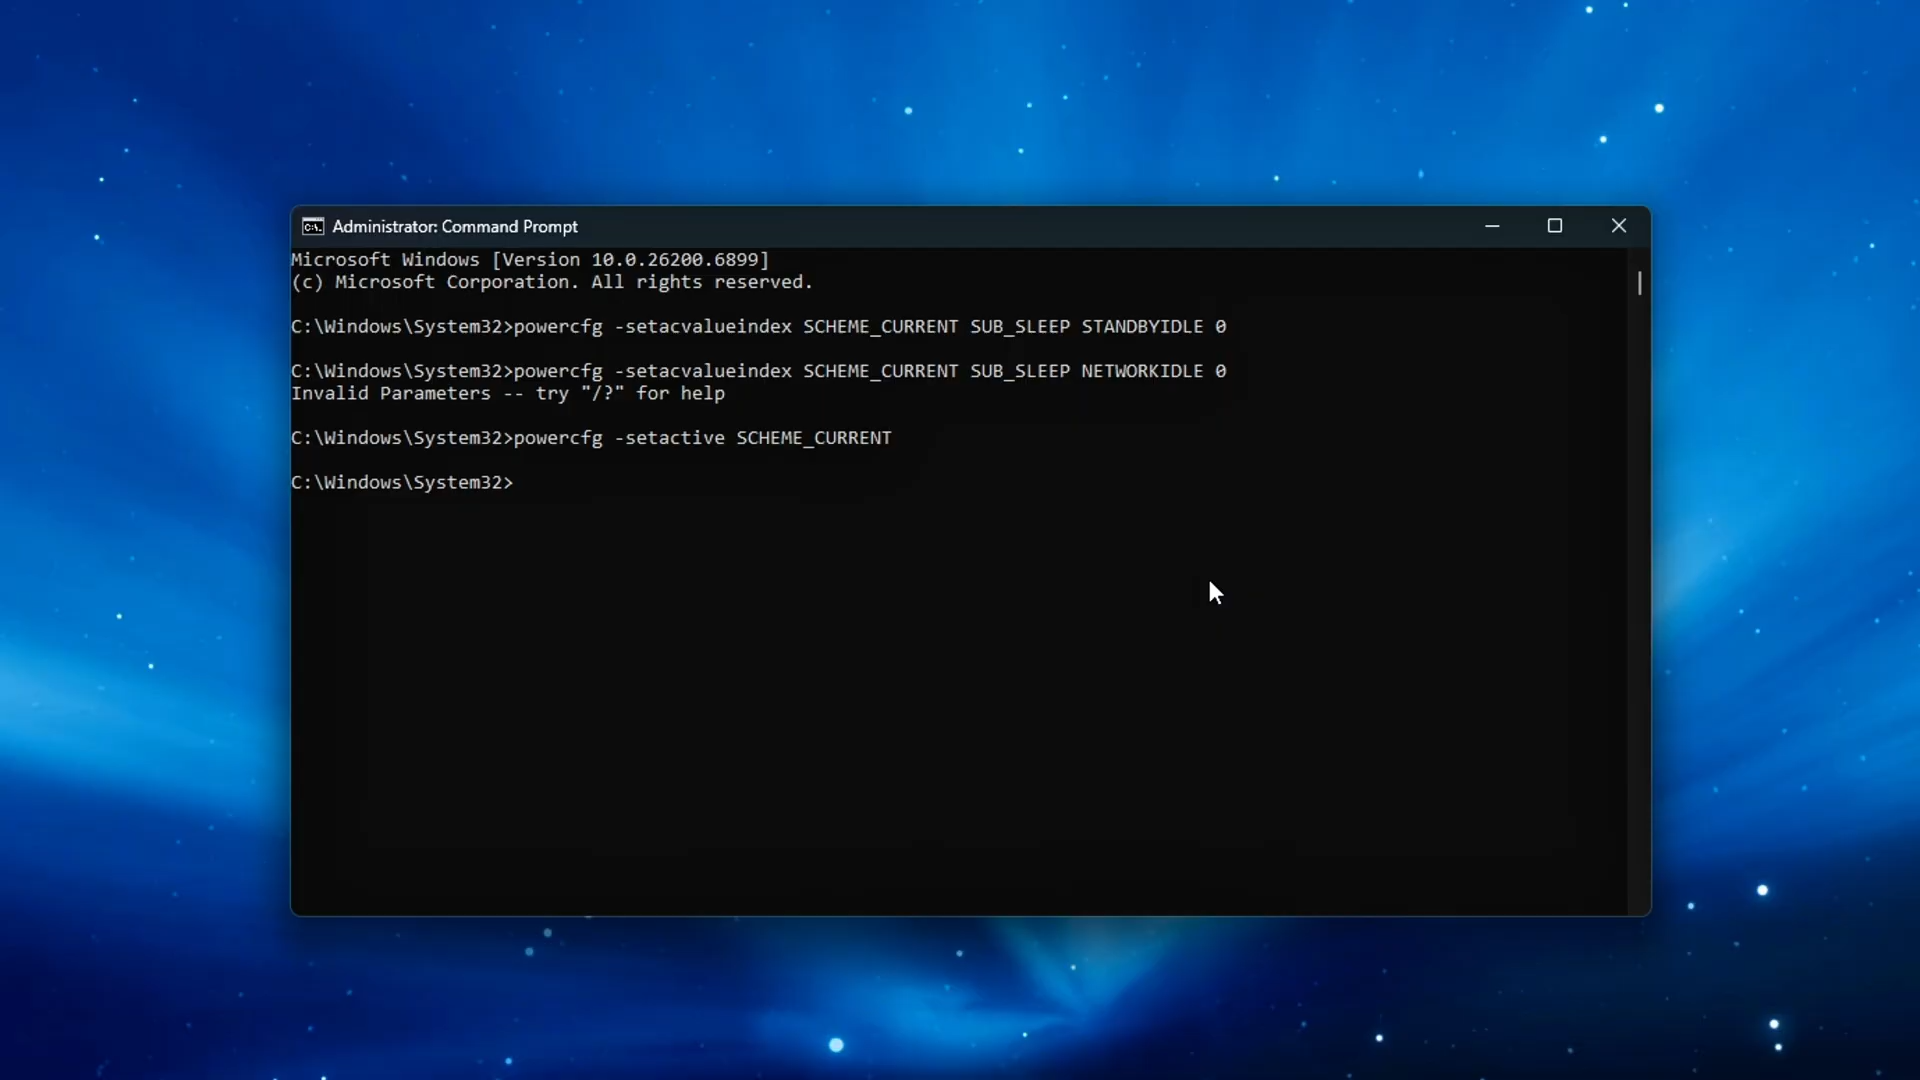 Administrator: Command Prompt
Microsoft Windows [Version 10.0.26200.6899]
(c) Microsoft Corporation. All rights reserved.
C:\Windows\System32>powercfg -setacvalueindex SCHEME_CURRENT SUB_SLEEP STANDBYIDLE 0
C:\Windows\System32>powercfg -setacvalueindex SCHEME_CURRENT SUB_SLEEP NETWORKIDLE 0
Invalid Parameters -- try "/?" for help
C:\Windows\System32>powercfg -setactive SCHEME_CURRENT
C:\Windows\System32>